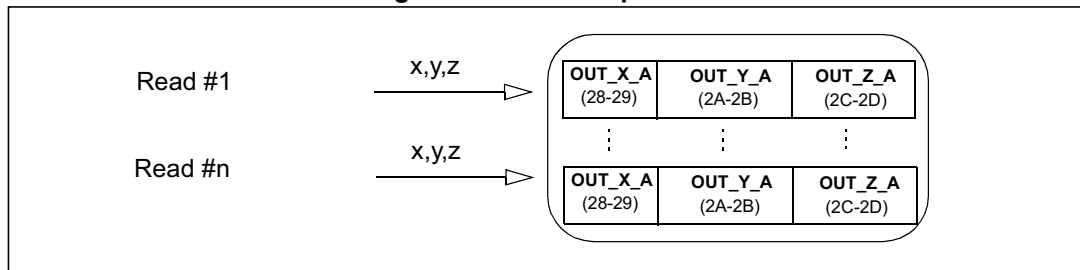 Read #1
x,y,z
OUT_X_A OUT_Y_A OUT_Z_A
(28-29) (2A-2B) (2C-2D)
Read #n
x,y,z
OUT_X_A OUT_Y_A OUT_Z_A
(28-29) (2A-2B) (2C-2D)